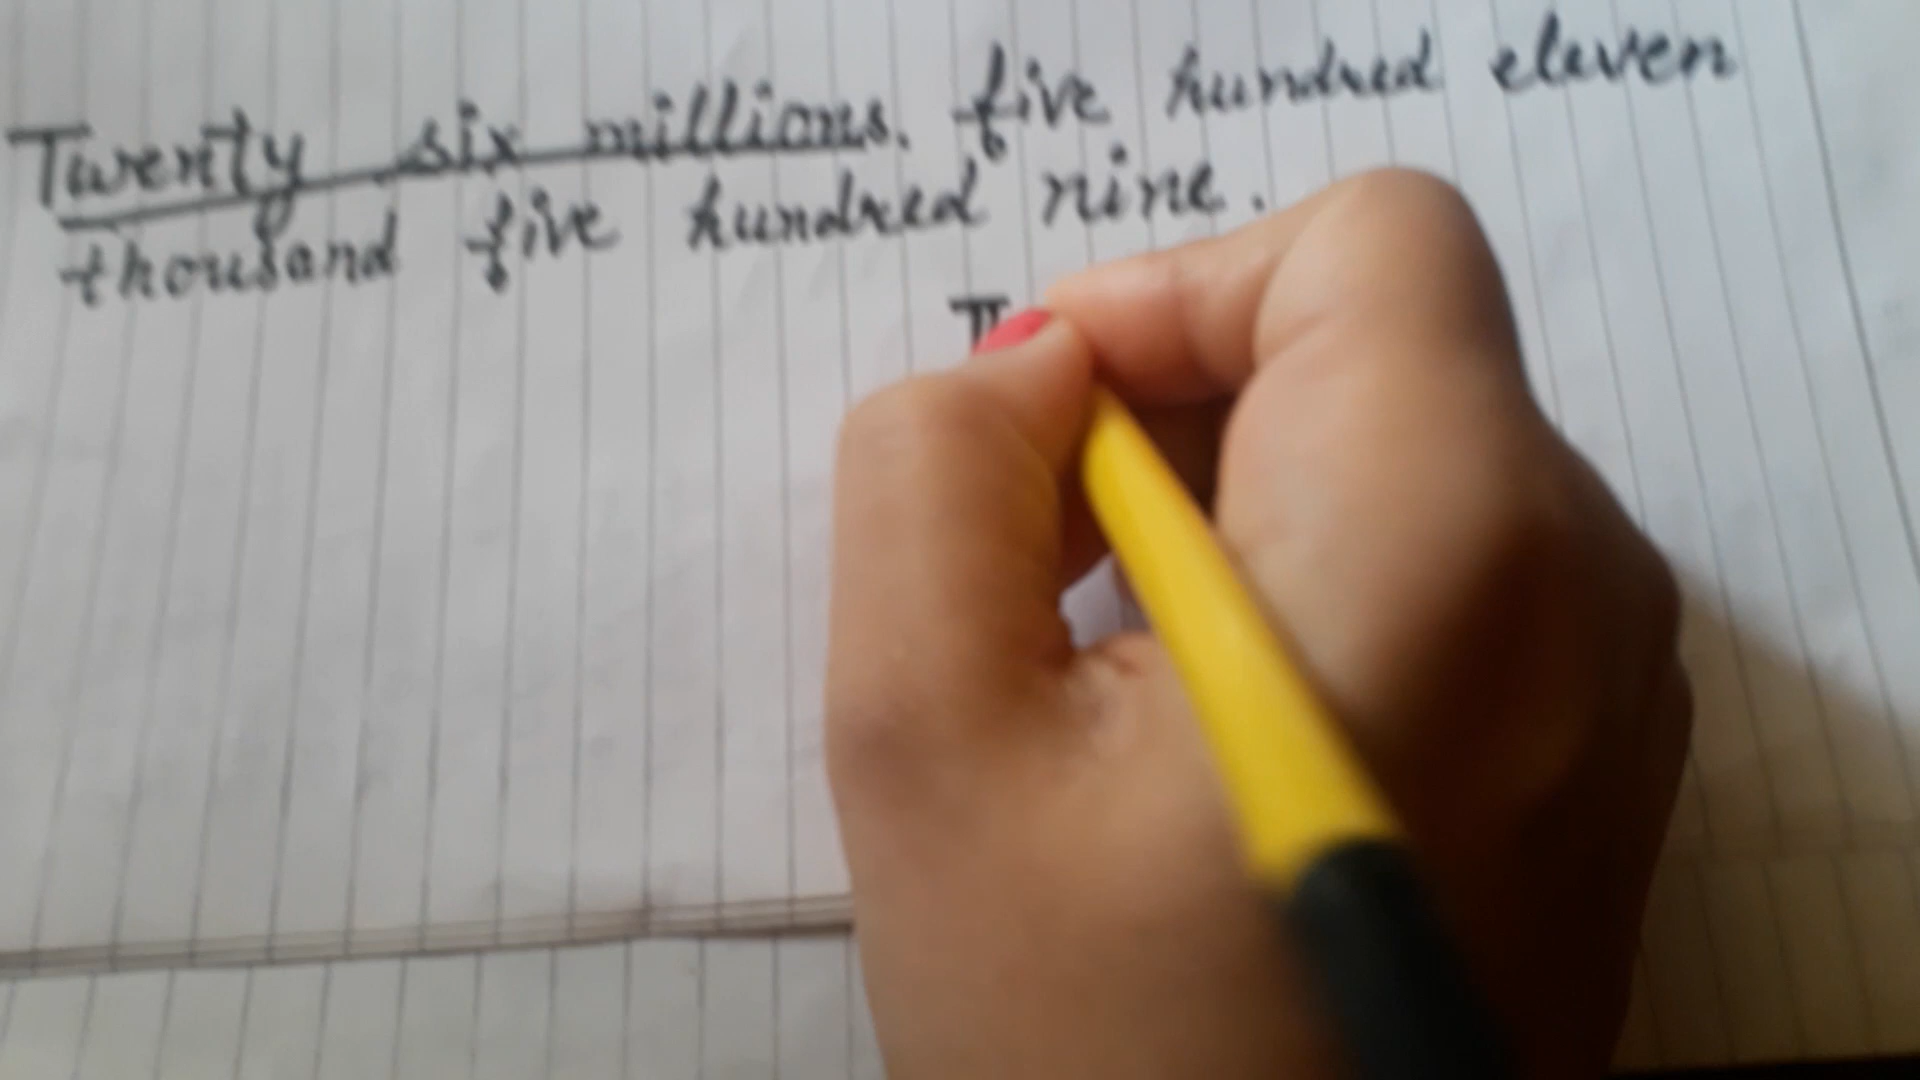 Twenty six millions. five hundred eleven
thousand five hundred nine.
T